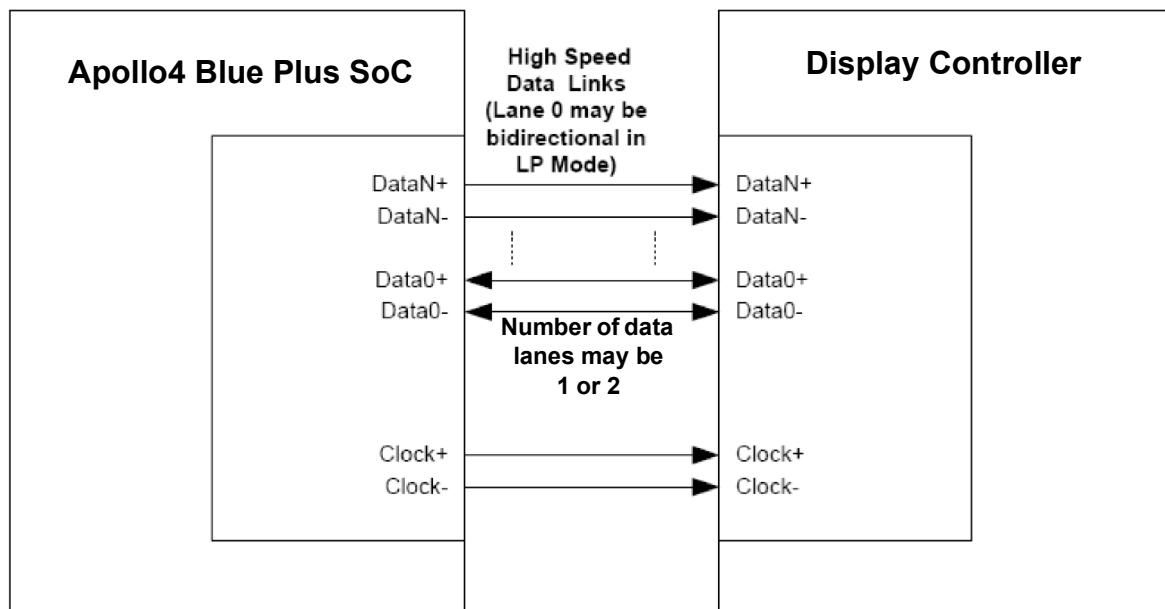 Apollo4 Blue Plus SoC
High Speed
Data Links
(Lane 0 may be
bidirectional in
LP Mode)
Display Controller
DataN+
DataN+
DataN-
DataN-
Data0+
Data0+
Data0-
Data0-
Number of data
lanes may be
1 or 2
Clock+
Clock+
Clock-
Clock-